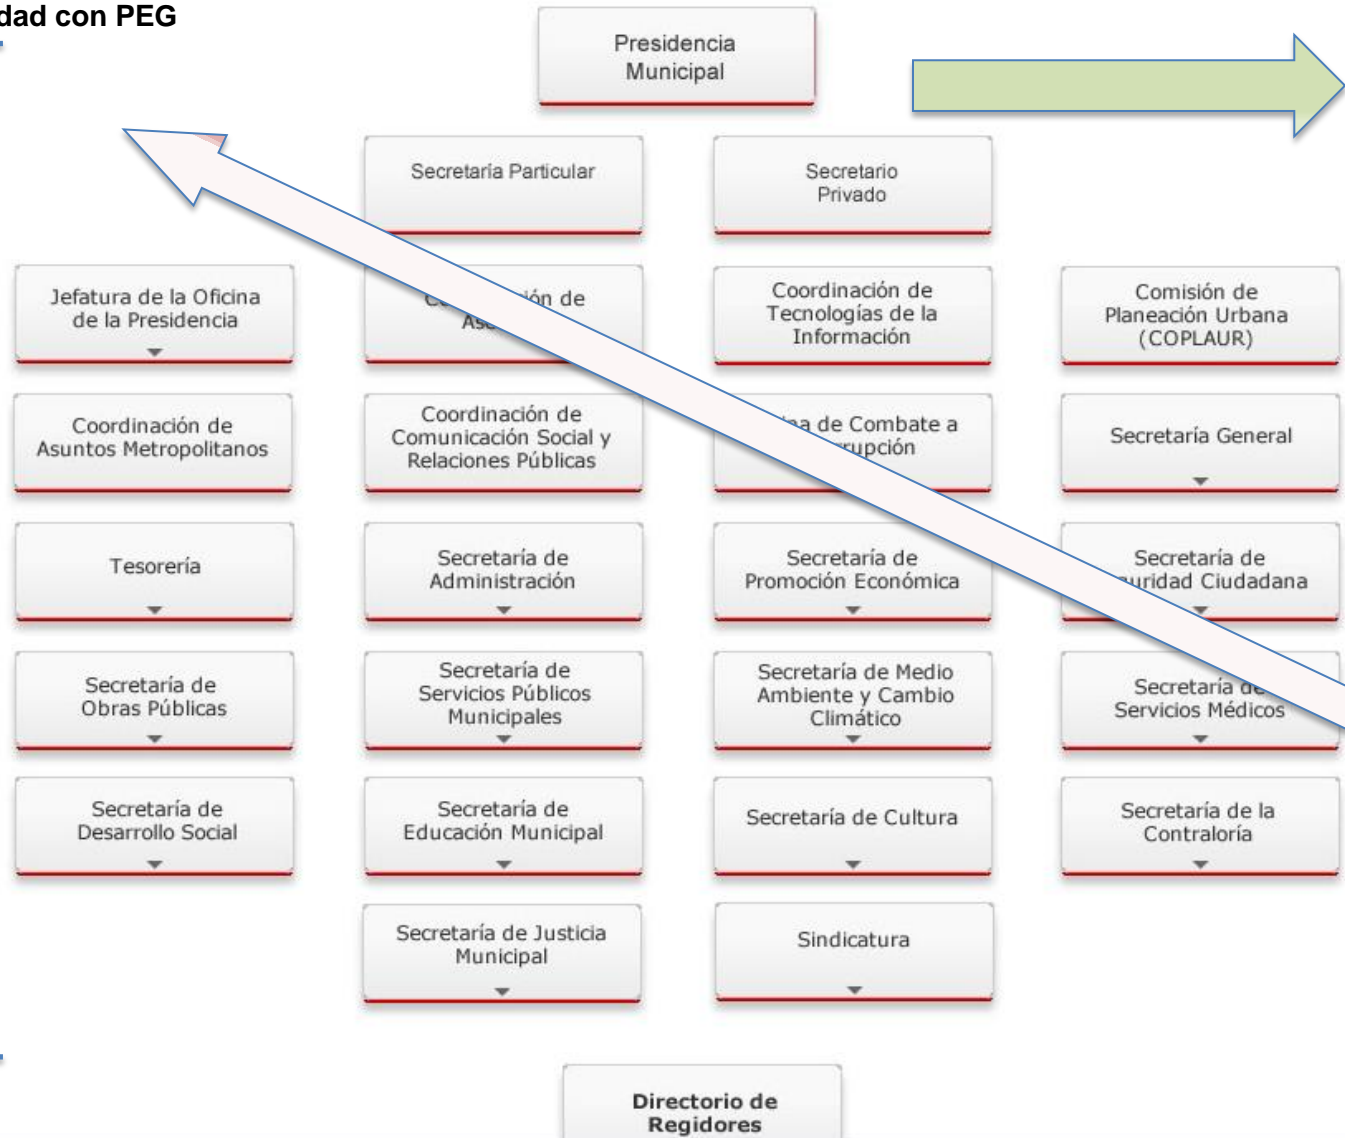 dad con PEG
Presidencia
Municipal
Secretaría Particular
Secretario
Privado
Jefatura de la Oficina
de la Presidencia
de
Coordinación de
Tecnologías de la
Información
Comisión de
Planeación Urbana
(COPLAUR)
Coordinación de
Asuntos Metropolitanos
Coordinación de
Comunicación Social y
Relaciones Públicas
de Combate a
Secretaría General
Tesorería
Secretaría de
Administración
Secretaría de
Promoción Económica
Secretaría de
Ciudadana
Secretaría de
Obras Públicas
Secretaría de
Servicios Públicos
Municipales
Secretaría de Medio
Ambiente y Cambio
Climático
Secretaría de
Servicios Médicos
Secretaría de
Desarrollo Social
Secretaría de
Educación Municipal
Secretaría de Cultura
Secretaría de la
Contraloría
Secretaría de Justicia
Municipal
Sindicatura
Directorio de
Regidores